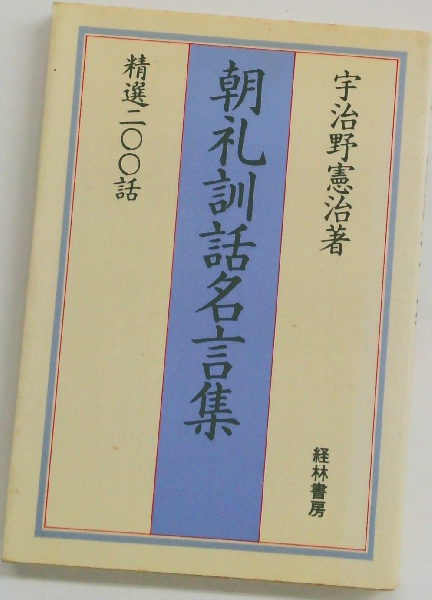 宇治野憲治著
朝礼訓話名言集
精選二〇〇話
経林書房